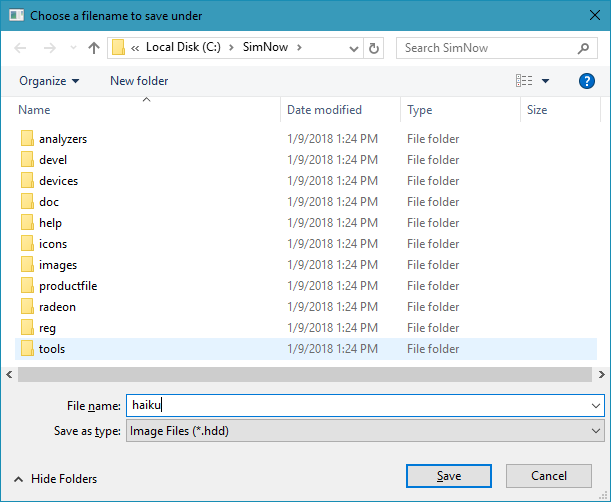 Choose a filename to save under
« Local Disk (C:) > SimNow >
Search SimNow
Organize
New folder
?
Name Date modified Type Size
analyzers 1/9/2018 1:24 PM File folder
devel 1/9/2018 1:24 PM File folder
devices 1/9/2018 1:24 PM File folder
doc 1/9/2018 1:24 PM File folder
help 1/9/2018 1:24 PM File folder
icons 1/9/2018 1:24 PM File folder
images 1/9/2018 1:24 PM File folder
productfile 1/9/2018 1:24 PM File folder
radeon 1/9/2018 1:24 PM File folder
reg 1/9/2018 1:24 PM File folder
tools 1/9/2018 1:24 PM File folder
File name: haiku
Save as type: Image Files (*.hdd)
Hide Folders
Save
Cancel